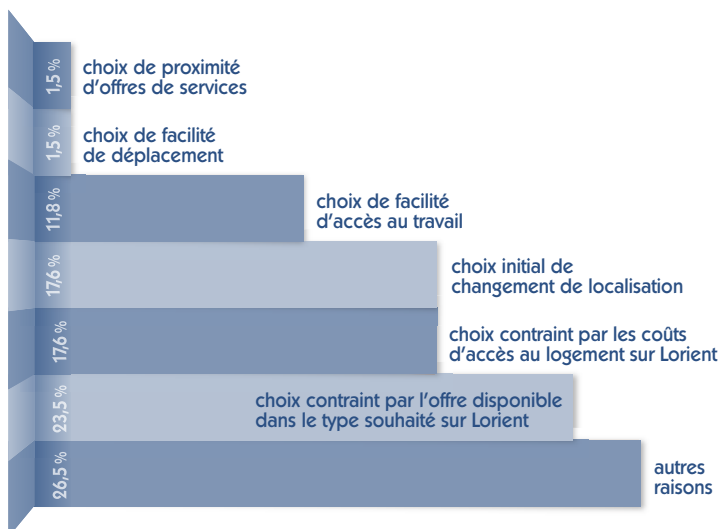 1,5 %
choix de proximité
d'offres de services
1,5 %
choix de facilité
de déplacement
11,8 %
choix de facilité
d'accès au travail
17,6 %
choix initial de
changement de localisation
17,6 %
choix contraint par les coûts
d'accès au logement sur Lorient
23,5 %
choix contraint par l'offre disponible
dans le type souhaité sur Lorient
26,5 %
autres
raisons